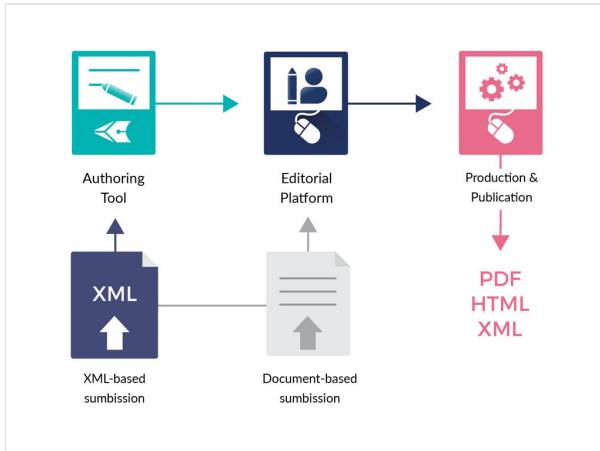 Authoring
Tool
Editorial
Platform
Production &
Publication
XML
PDF
HTML
XML
XML-based
sumbission
Document-based
sumbission